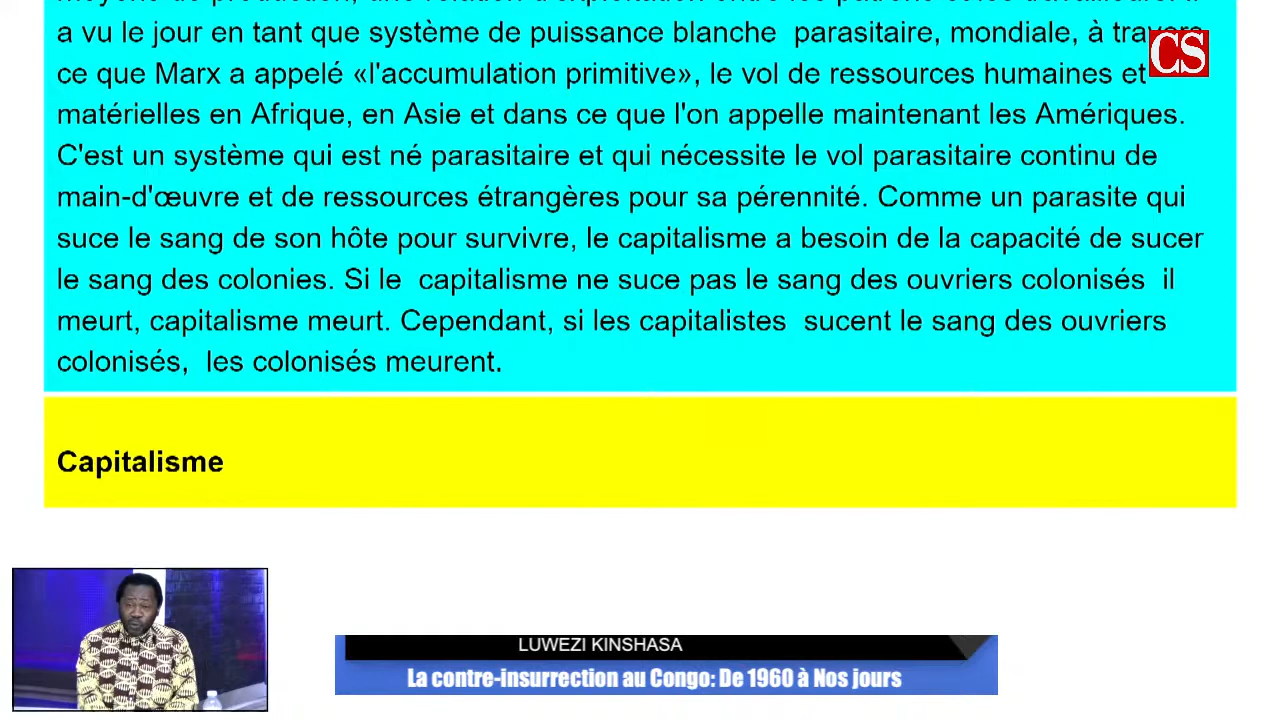 a vu le jour en tant que système de puissance blanche parasitaire, mondiale, à travers
CS
ce que Marx a appelé «l'accumulation primitive», le vol de ressources humaines et
matérielles en Afrique, en Asie et dans ce que l'on appelle maintenant les Amériques.
C'est un système qui est né parasitaire et qui nécessite le vol parasitaire continu de
main-d'œuvre et de ressources étrangères pour sa pérennité. Comme un parasite qui
suce le sang de son hôte pour survivre, le capitalisme a besoin de la capacité de sucer
le sang des colonies. Si le capitalisme ne suce pas le sang des ouvriers colonisés il
meurt, capitalisme meurt. Cependant, si les capitalistes sucent le sang des ouvriers
colonisés, les colonisés meurent.
Capitalisme
LUWEZI KINSHASA
La contre-insurrection au Congo: De 1960 à Nos jours